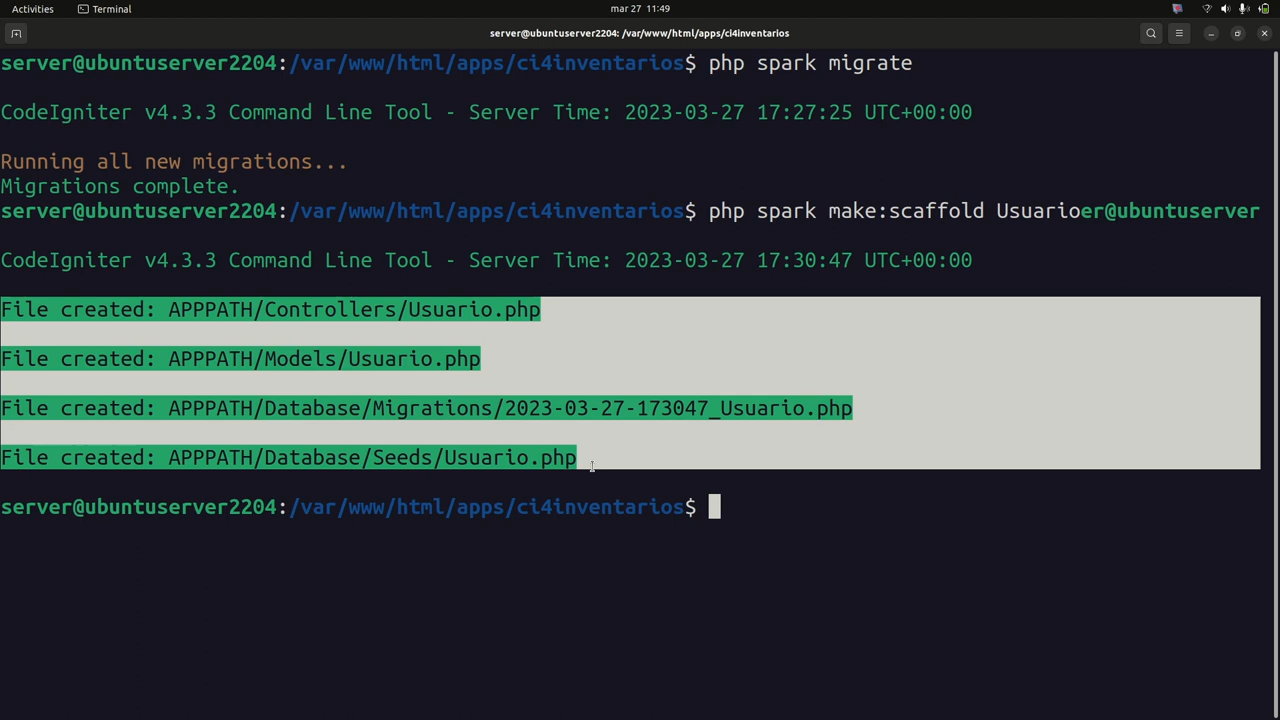 Activities Terminal mar 27 11:49
server@ubuntuserver2204: /var/www/html/apps/ci4inventarios
server@ubuntuserver2204:/var/www/html/apps/ci4inventarios$ php spark migrate
CodeIgniter v4.3.3 Command Line Tool - Server Time: 2023-03-27 17:27:25 UTC+00:00
Running all new migrations...
Migrations complete.
server@ubuntuserver2204:/var/www/html/apps/ci4inventarios$ php spark make:scaffold Usuarioer@ubuntuserver
CodeIgniter v4.3.3 Command Line Tool - Server Time: 2023-03-27 17:30:47 UTC+00:00
File created: APPPATH/Controllers/Usuario.php
File created: APPPATH/Models/Usuario.php
File created: APPPATH/Database/Migrations/2023-03-27-173047_Usuario.php
File created: APPPATH/Database/Seeds/Usuario.php
server@ubuntuserver2204:/var/www/html/apps/ci4inventarios$